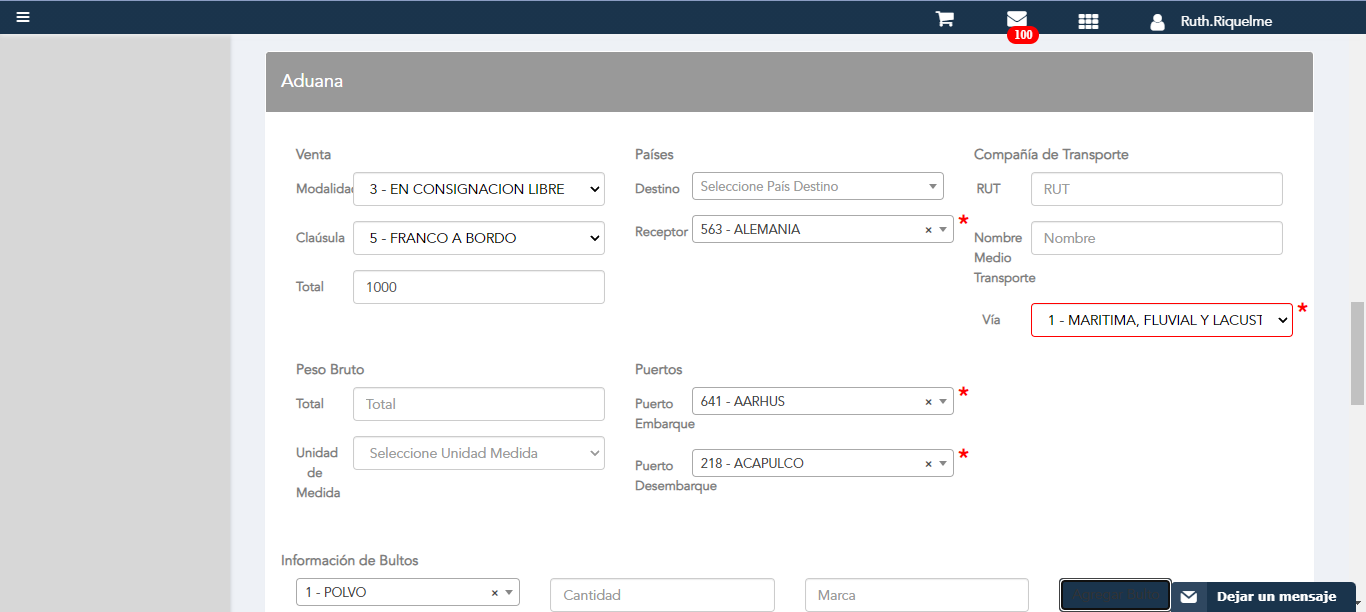 100
Ruth.Riquelme
Aduana
Venta
Modalidad
3 - EN CONSIGNACION LIBRE
Claúsula
5 - FRANCO A BORDO
Total
1000
Países
Destino
Seleccione País Destino
Receptor
563 - ALEMANIA × *
Compañía de Transporte
RUT
RUT
Nombre
Medio
Transporte
Nombre
Vía
1 - MARITIMA, FLUVIAL Y LACUST *
Peso Bruto
Total
Total
Unidad
de
Medida
Seleccione Unidad Medida
Puertos
Puerto
Embarque
641 - AARHUS × *
Puerto
Desembarque
218 - ACAPULCO × *
Información de Bultos
1 - POLVO ×
Cantidad
Marca
Dejar un mensaje